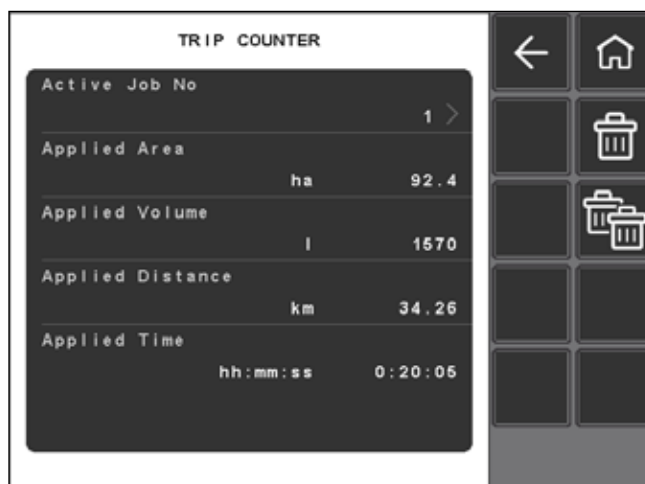 TRIP COUNTER
Active Job No
1
Applied Area
ha 92.4
Applied Volume
l 1570
Applied Distance
km 34.26
Applied Time
hh:mm:ss 0:20:05